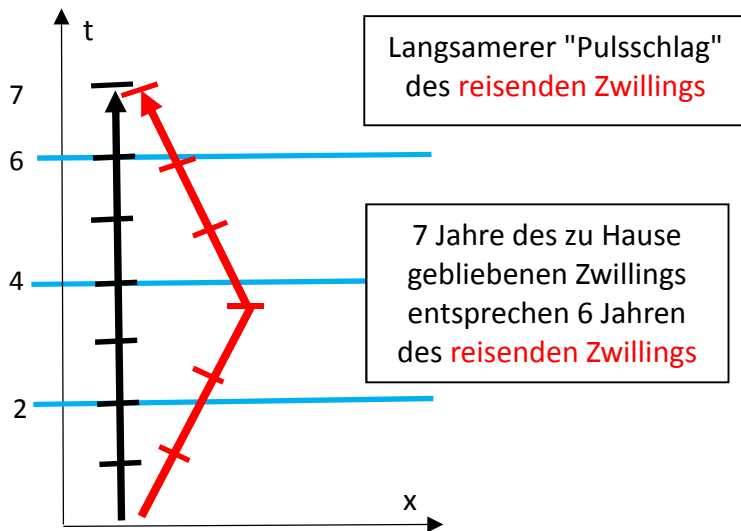 t
Langsamerer "Pulsschlag"
des reisenden Zwillings
7
6
7 Jahre des zu Hause
gebliebenen Zwillings
entsprechen 6 Jahren
des reisenden Zwillings
4
2
x